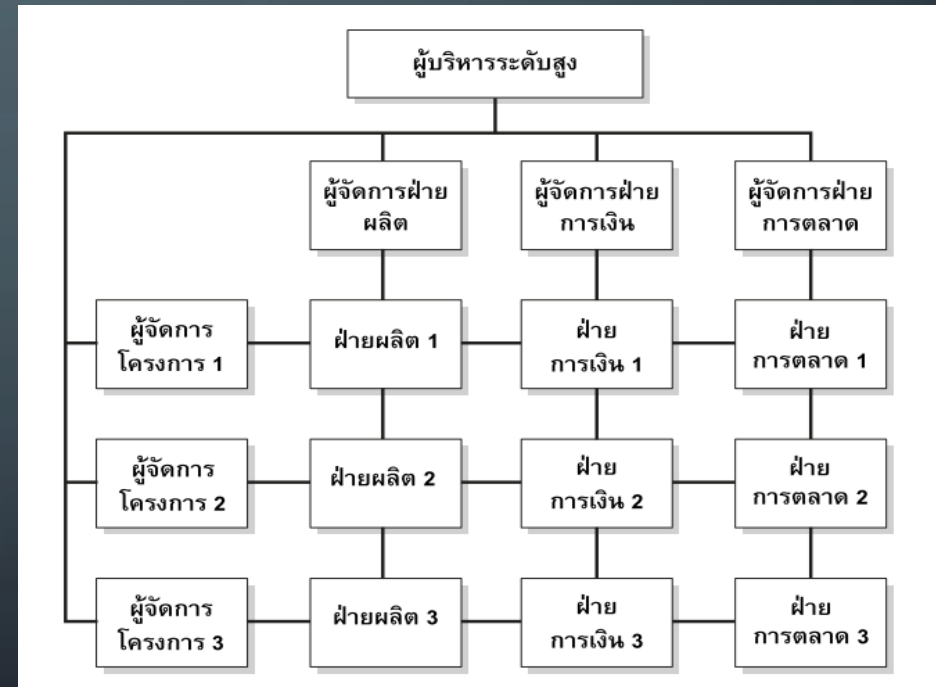 ผู้บริหารระดับสูง
ผู้จัดการฝ่าย
ผลิต
ผู้จัดการฝ่าย
การเงิน
ผู้จัดการฝ่าย
การตลาด
ผู้จัดการ
โครงการ 1
ฝ่ายผลิต 1
ฝ่าย
การเงิน 1
ฝ่าย
การตลาด 1
ผู้จัดการ
โครงการ 2
ฝ่ายผลิต 2
ฝ่าย
การเงิน 2
ฝ่าย
การตลาด 2
ผู้จัดการ
โครงการ 3
ฝ่ายผลิต 3
ฝ่าย
การเงิน 3
ฝ่าย
การตลาด 3